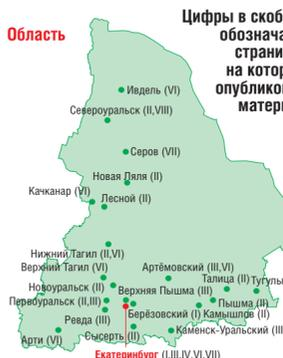 Область
Цифры в скоб
обознача
страни
на котор
опубликов
матери
Ивдель (VI)
Североуральск (II,VIII)
Серов (VII)
Новая Ляля (II)
Качканар (VI)
Лесной (II)
Нижний Тагил (II,VI)
Верхний Тагил (VI)
Артёмовский (III,VI)
Талица (II)
Тугулы
Новоуральск (II)
Верхняя Пышма (III)
Первоуральск (II,III)
Пышма (II)
Берёзовский (I)
Камышлов (II)
Ревда (III)
Арти (VI)
Сысерть (II)
Каменск-Уральский (III
Екатеринбург (I,III,IV,VI,VII)